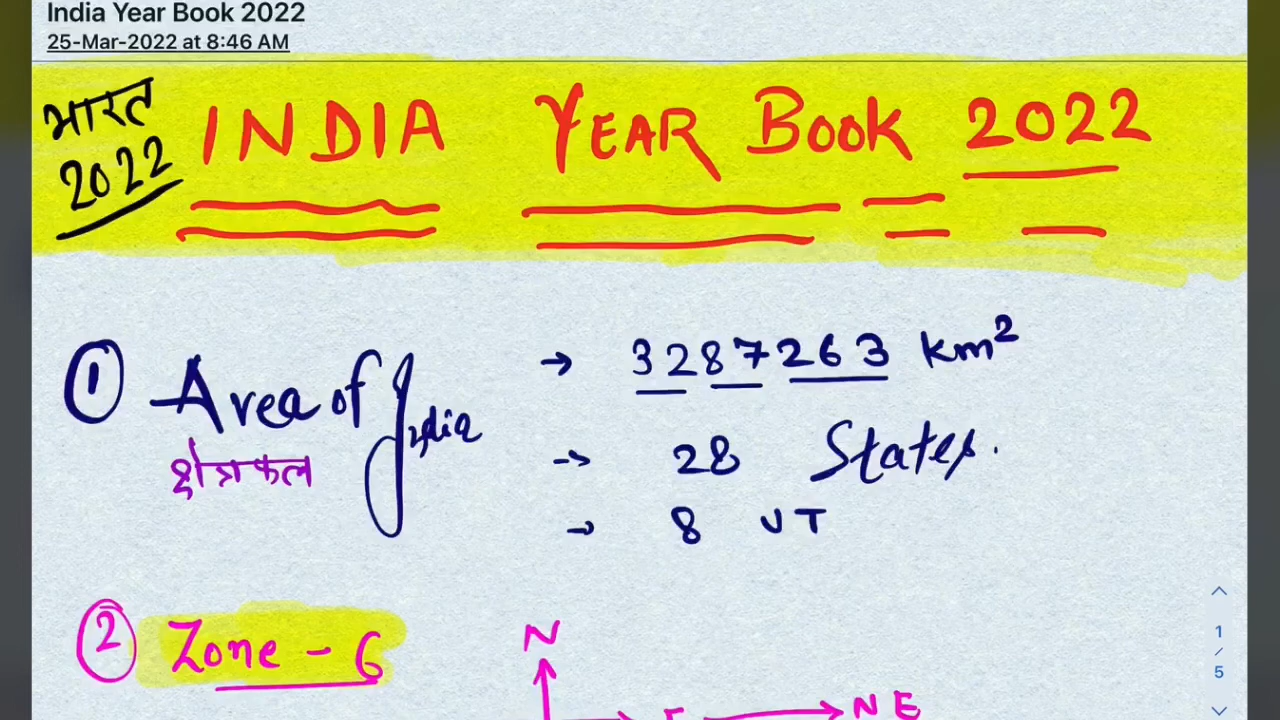 India Year Book 2022
25-Mar-2022 at 8:46 AM
भारत
2022
INDIA YEAR BOOK 2022
① Area of India → 3287263 km²
क्षेत्रफल
→ 28 States.
→ 8 UT
② Zone - 6
N
NE
1
/
5